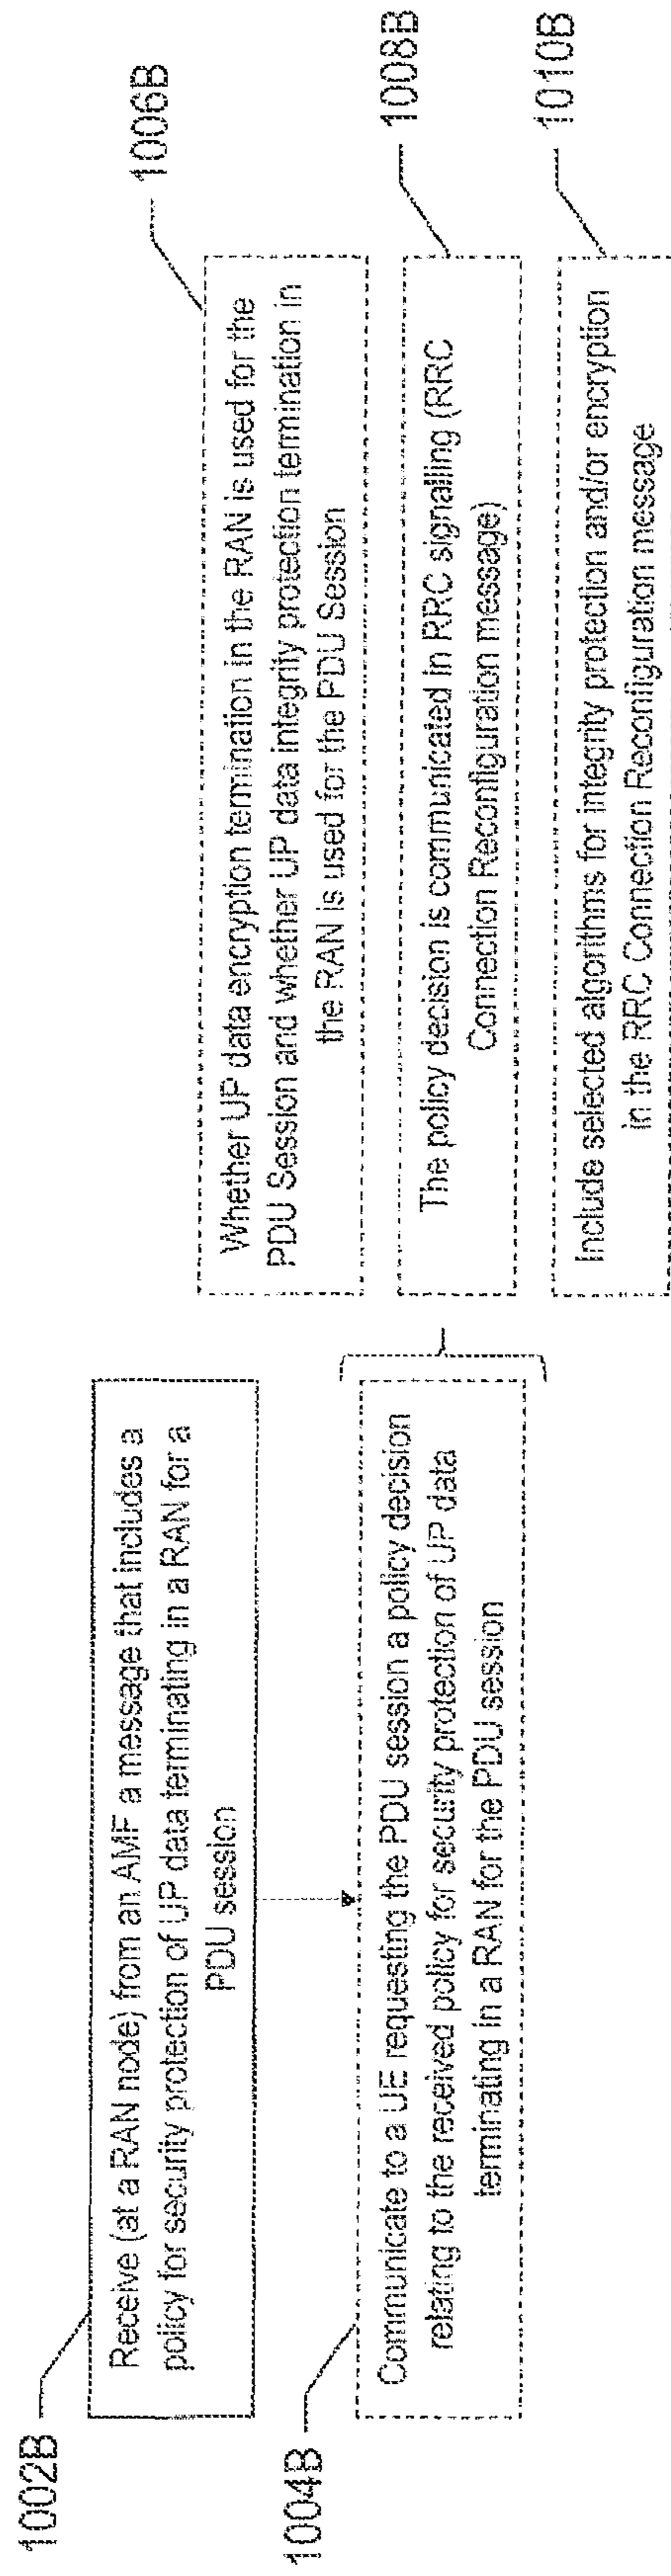 1002B
Receive (at a RAN node) from an AMF a message that includes a
policy for security protection of UP data terminating in a RAN for a
PDU session
1004B
Communicate to a UE requesting the PDU session a policy decision
relating to the received policy for security protection of UP data
terminating in a RAN for the PDU session
1006B
Whether UP data encryption termination in the RAN is used for the
PDU Session and whether UP data integrity protection termination in
the RAN is used for the PDU Session
1008B
The policy decision is communicated in RRC signalling (RRC
Connection Reconfiguration message)
1010B
Include selected algorithms for integrity protection and/or encryption
in the RRC Connection Reconfiguration message